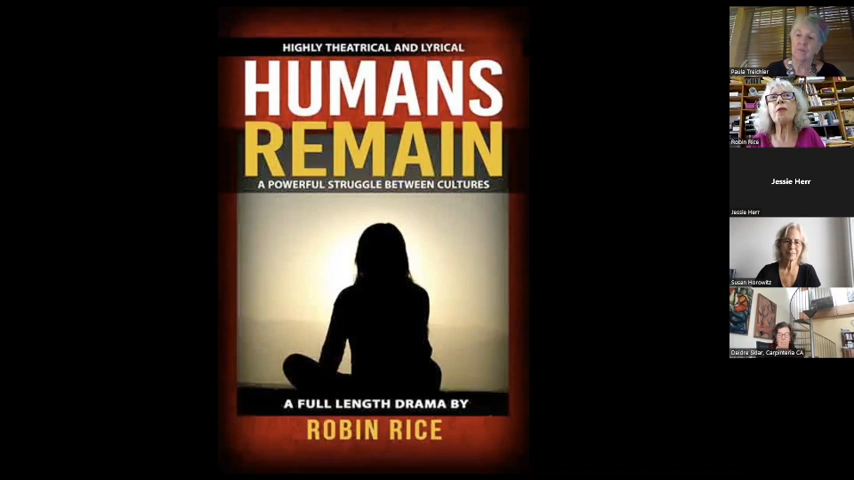 HIGHLY THEATRICAL AND LYRICAL
HUMANS
REMAIN
A POWERFUL STRUGGLE BETWEEN CULTURES
A FULL LENGTH DRAMA BY
ROBIN RICE
Paula Treichler
Robin Rice
Jessie Herr
Jessie Herr
Susan Horowitz
Deidre Sklar, Carpinteria CA